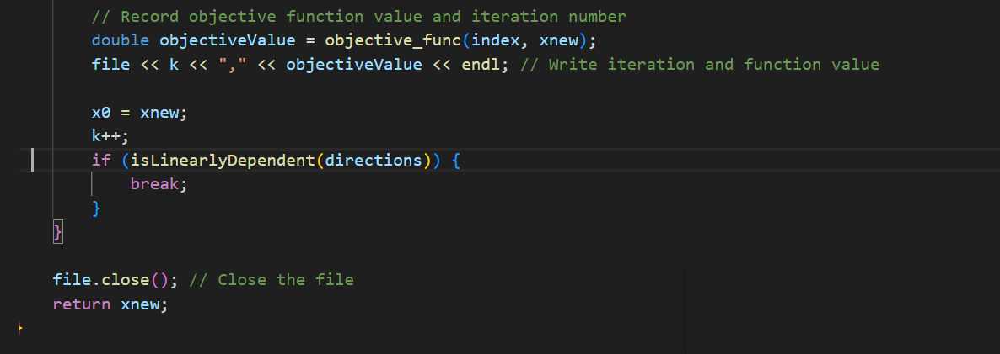 // Record objective function value and iteration number
double objectiveValue = objective_func(index, xnew);
file << k << "," << objectiveValue << endl; // Write iteration and function value
x0 = xnew;
k++;
if (isLinearlyDependent(directions)) {
break;
}
}
file.close(); // Close the file
return xnew;